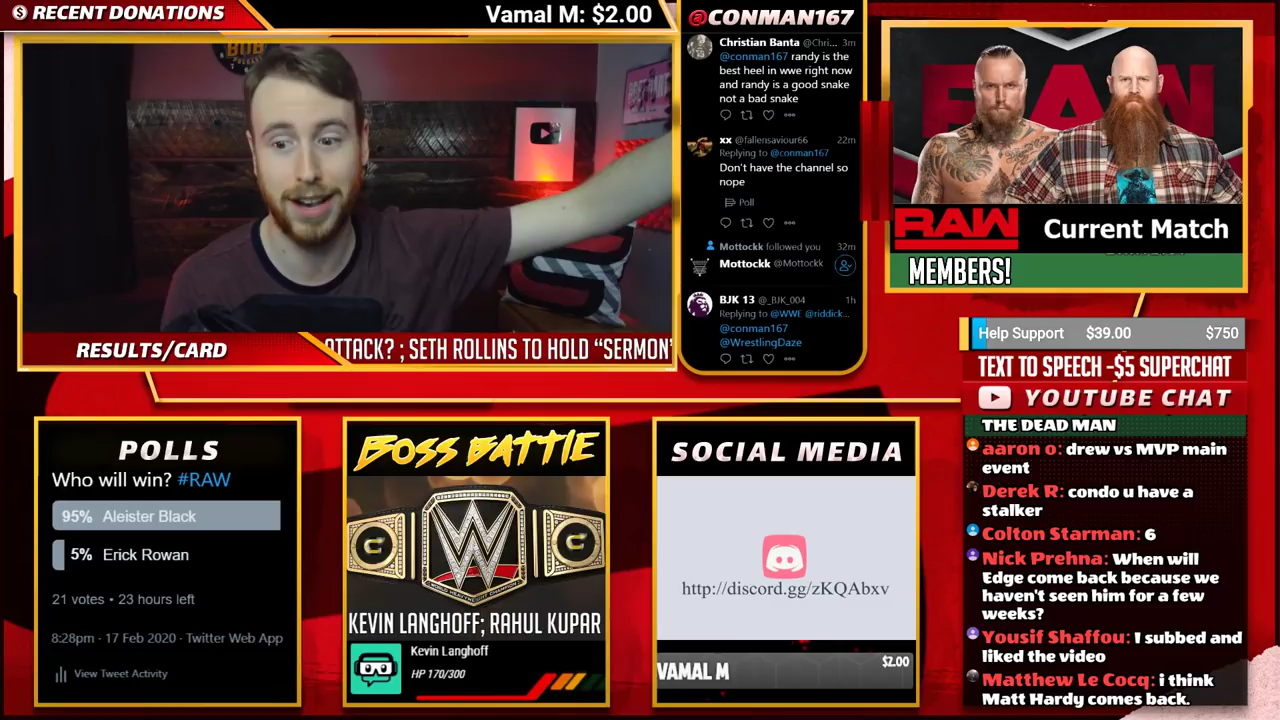 RECENT DONATIONS
Vamal M: $2.00
@CONMAN167
Christian Banta @Chri... 3m
@conman167 randy is the
best heel in wwe right now
and randy is a good snake
not a bad snake
xx @fallensaviour66 22m
Replying to @conman167
Don't have the channel so
nope
Poll
Mottockk followed you 32m
Mottockk @Mottockk
BJK 13 @_BJK_004 1h
Replying to @WWE @riddick...
@conman167
@WrestlingDaze
RAW
Current Match
MEMBERS!
RESULTS/CARD
ATTACK? ; SETH ROLLINS TO HOLD “SERMON”
Help Support $39.00 $750
TEXT TO SPEECH -$5 SUPERCHAT
YOUTUBE CHAT
THE DEAD MAN
aaron o: drew vs MVP main
event
Derek R: condo u have a
stalker
Colton Starman: 6
Nick Prehna: When will
Edge come back because we
haven't seen him for a few
weeks?
Yousif Shaffou: I subbed and
liked the video
Matthew Le Cocq: i think
Matt Hardy comes back.
POLLS
Who will win? #RAW
95% Aleister Black
5% Erick Rowan
21 votes • 23 hours left
8:28pm · 17 Feb 2020 · Twitter Web App
View Tweet Activity
BOSS BATTLE
KEVIN LANGHOFF; RAHUL KUPAR
Kevin Langhoff
HP 170/300
SOCIAL MEDIA
http://discord.gg/zKQAbxv
VAMAL M
$2.00